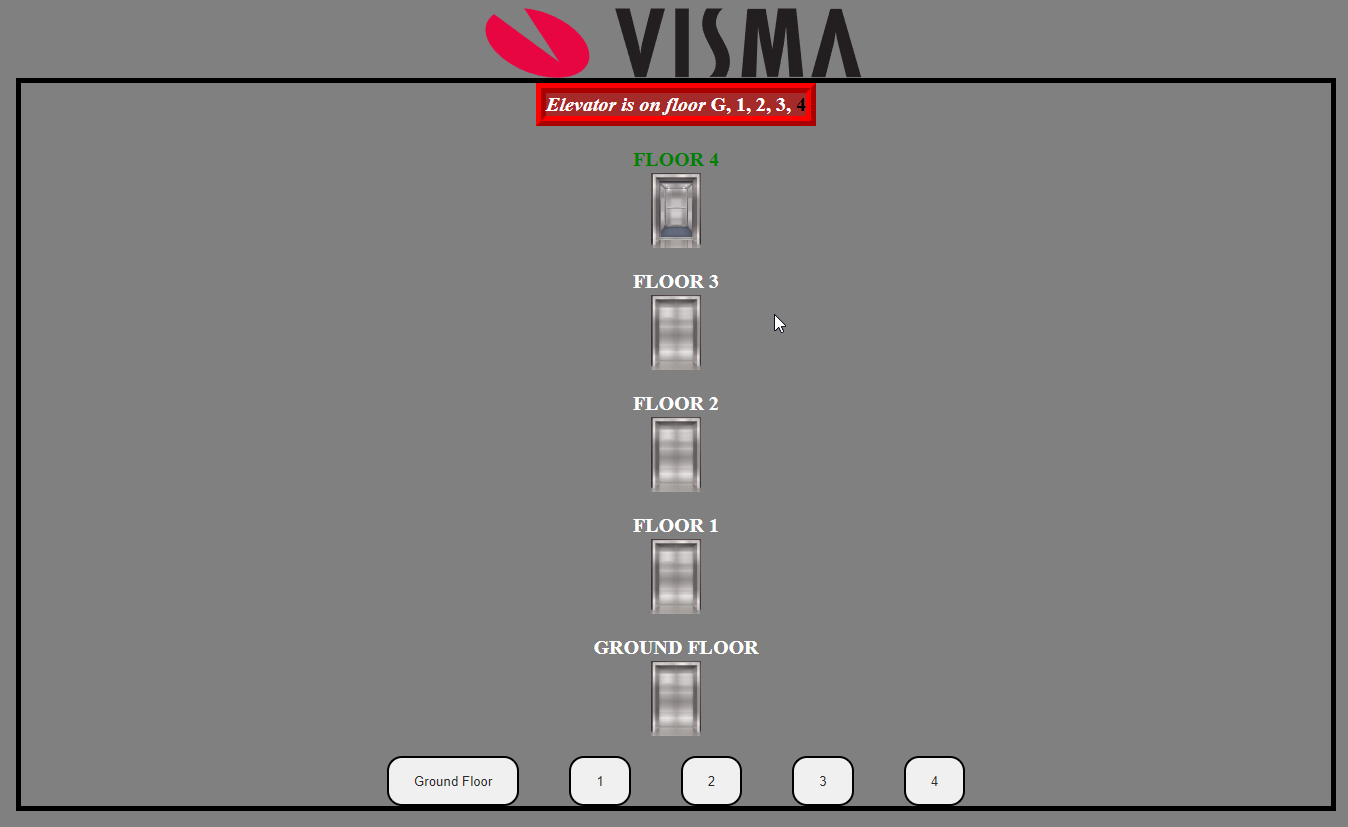 VISMA
Elevator is on floor G, 1, 2, 3, 4
FLOOR 4
FLOOR 3
FLOOR 2
FLOOR 1
GROUND FLOOR
Ground Floor 1 2 3 4